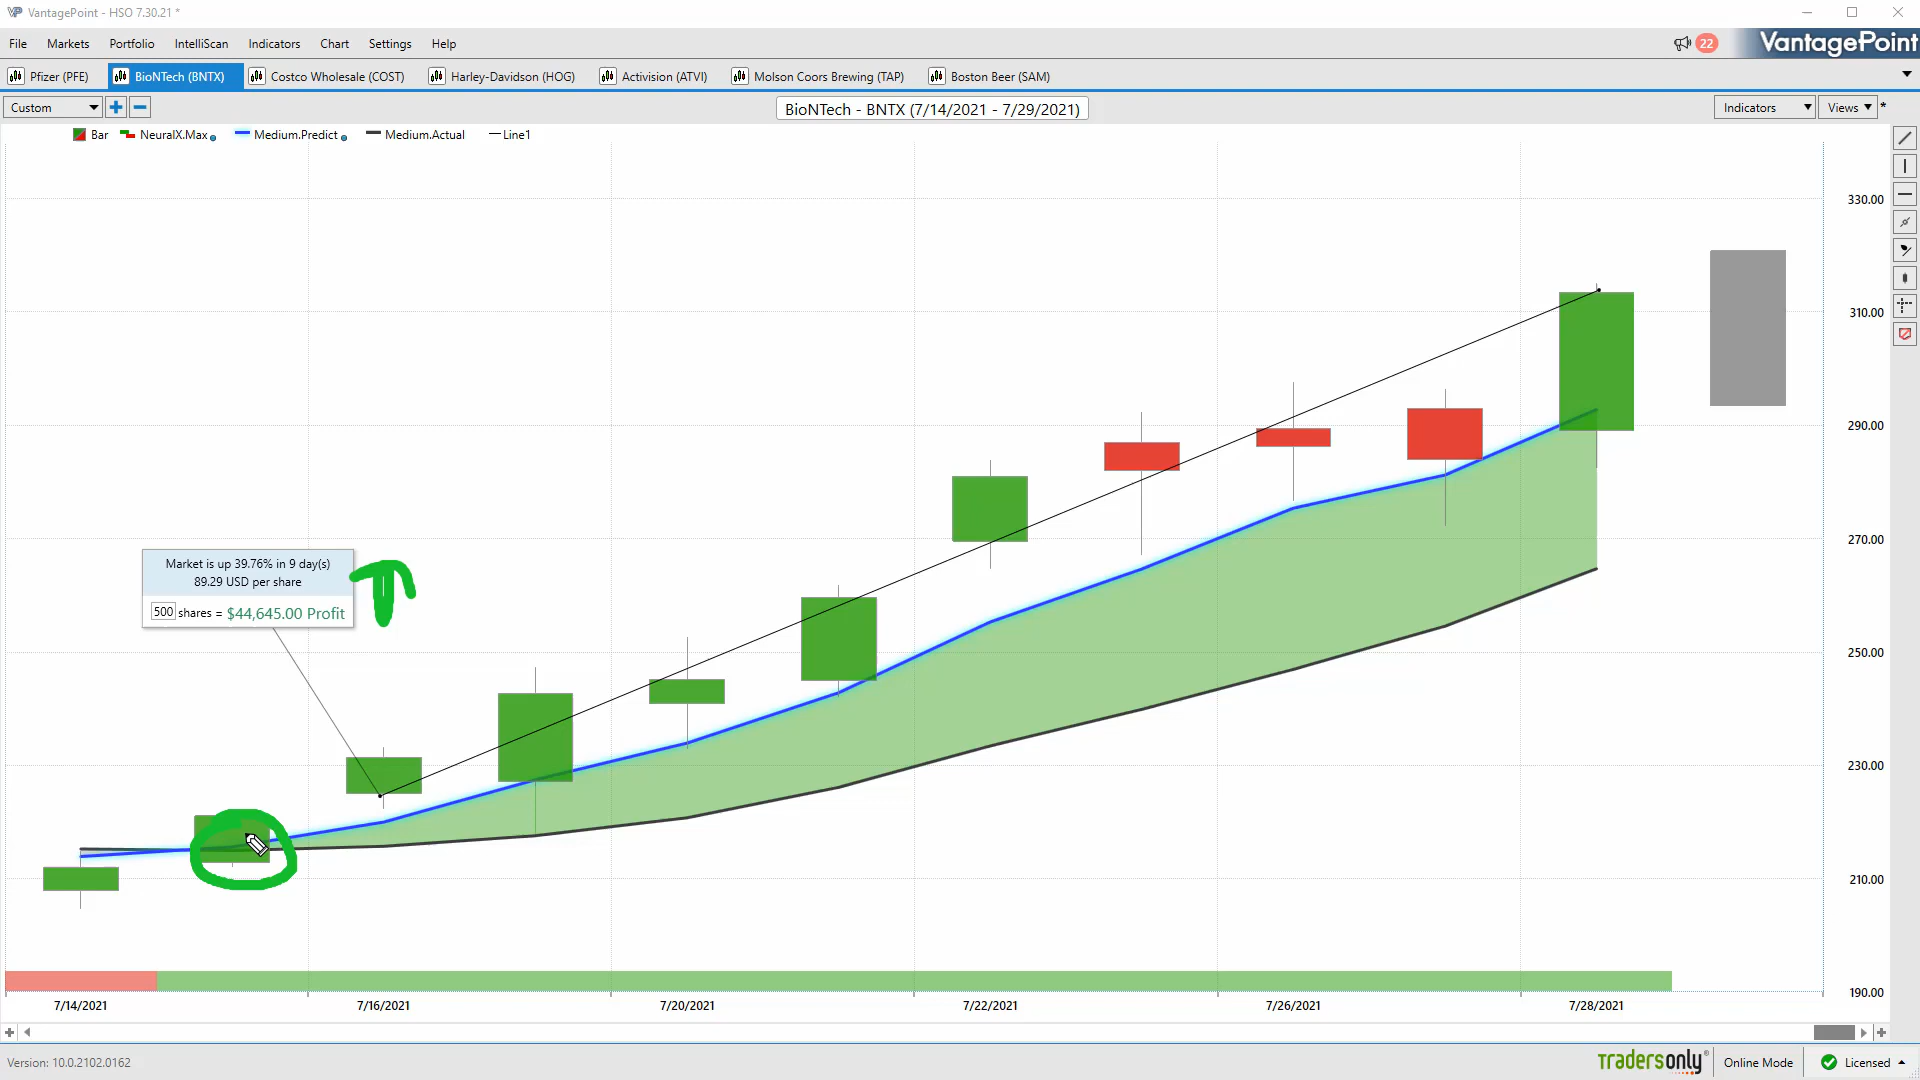 VantagePoint - HSO 7.30.21 *
File Markets Portfolio IntelliScan Indicators Chart Settings Help 22 VantagePoint
Pfizer (PFE) BioNTech (BNTX) Costco Wholesale (COST) Harley-Davidson (HOG) Activision (ATVI) Molson Coors Brewing (TAP) Boston Beer (SAM)
Custom BioNTech - BNTX (7/14/2021 - 7/29/2021) Indicators Views *
Bar NeuralX.Max Medium.Predict Medium.Actual Line1
330.00
310.00
290.00
270.00
Market is up 39.76% in 9 day(s)
89.29 USD per share
500 shares = $44,645.00 Profit
250.00
230.00
210.00
190.00
7/14/2021 7/16/2021 7/20/2021 7/22/2021 7/26/2021 7/28/2021
Version: 10.0.2102.0162 TRADERSonly Online Mode Licensed